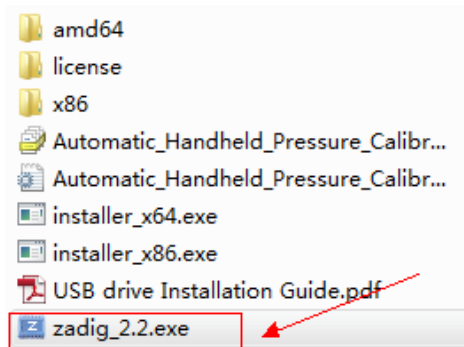 amd64
license
x86
Automatic_Handheld_Pressure_Calibr...
Automatic_Handheld_Pressure_Calibr...
installer_x64.exe
installer_x86.exe
USB drive Installation Guide.pdf
zadig_2.2.exe